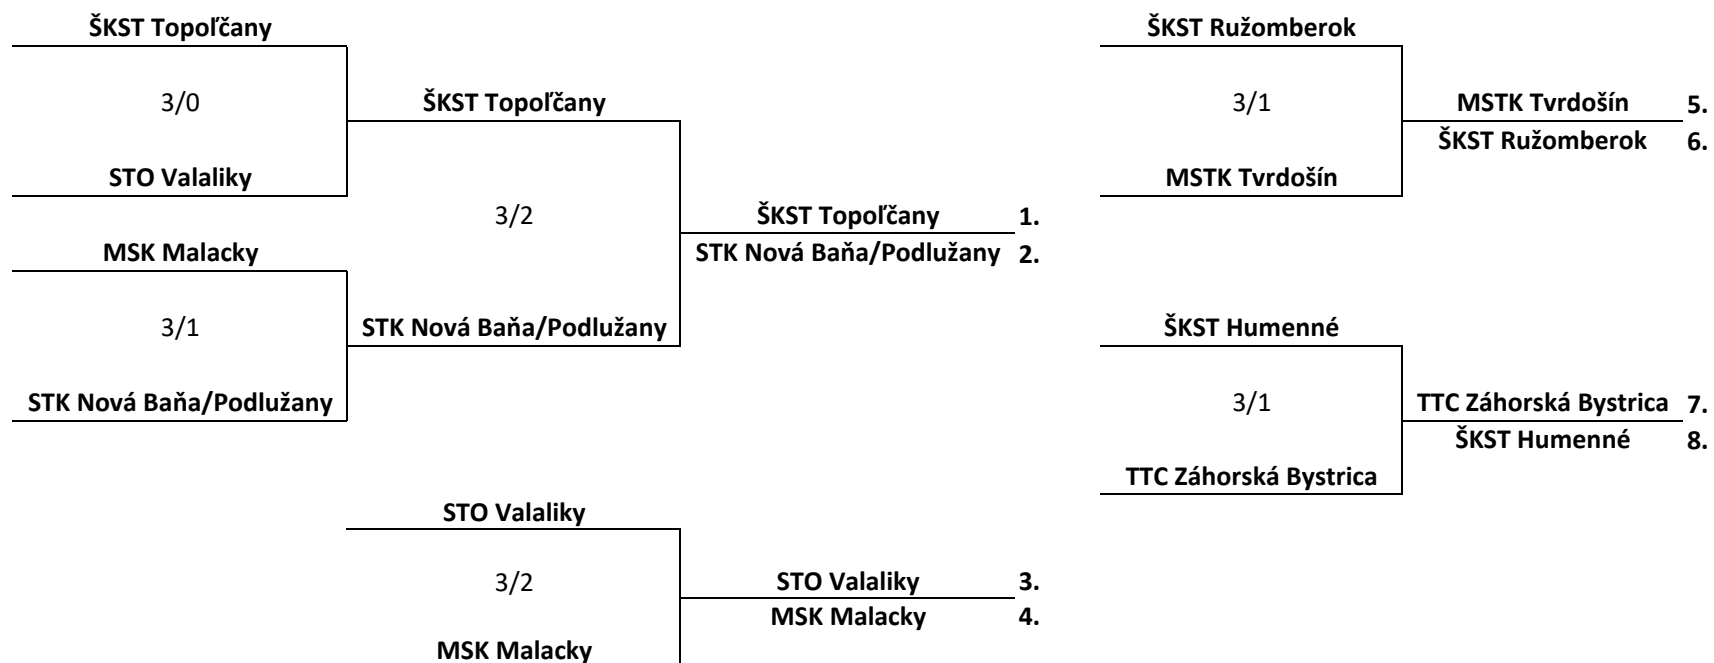 ŠKST Topoľčany
3/0
STO Valaliky
MSK Malacky
3/1
STK Nová Baňa/Podlužany
ŠKST Topoľčany
3/2
STK Nová Baňa/Podlužany
ŠKST Topoľčany 1.
STK Nová Baňa/Podlužany 2.
STO Valaliky
3/2
MSK Malacky
STO Valaliky 3.
MSK Malacky 4.
ŠKST Ružomberok
3/1
MSTK Tvrdošín
MSTK Tvrdošín 5.
ŠKST Ružomberok 6.
ŠKST Humenné
3/1
TTC Záhorská Bystrica
TTC Záhorská Bystrica 7.
ŠKST Humenné 8.